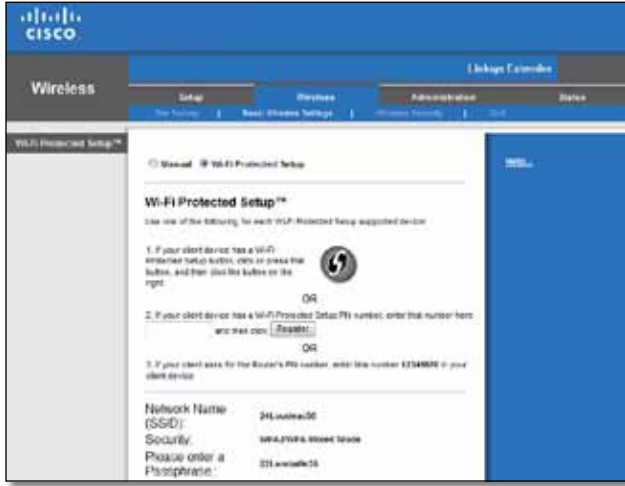 CISCO
Linksys Extender
Wireless
Setup
Wireless
Administration
Status
Site Survey | Basic Wireless Settings | Wireless Security | QoS
Wi-Fi Protected Setup™
Manual Wi-Fi Protected Setup
Wi-Fi Protected Setup™
Use one of the following for each Wi-Fi Protected Setup supported device:
1. If your client device has a Wi-Fi
Protected Setup button, click or press that
button, and then click the button on the
right.
OR
2. If your client device has a Wi-Fi Protected Setup PIN number, enter that number here
and then click Register
OR
3. If your client asks for the Router's PIN number, enter this number in your
client device.
Network Name
(SSID):
Security:
WPA2/WPA Mixed Mode
Please enter a
Passphrase :